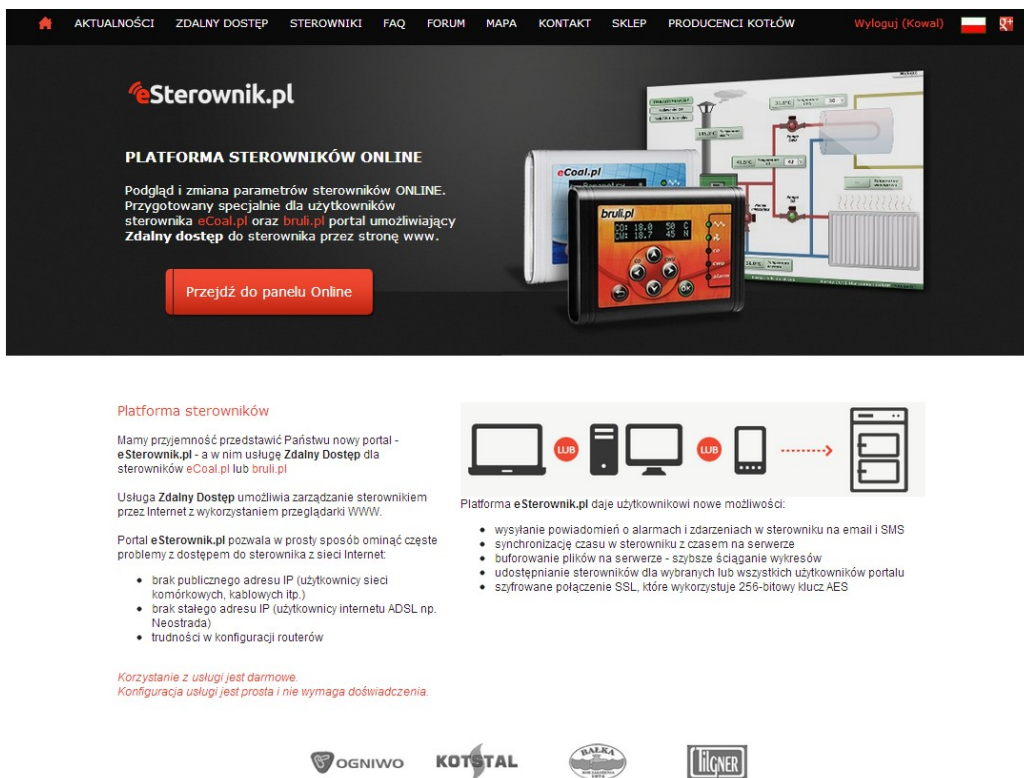 AKTUALNOŚCI ZDALNY DOSTĘP STEROWNIKI FAQ FORUM MAPA KONTAKT SKLEP PRODUCENCI KOTŁÓW Wyloguj (Kowal)
eSterownik.pl
PLATFORMA STEROWNIKÓW ONLINE
Podgląd i zmiana parametrów sterowników ONLINE.
Przygotowany specjalnie dla użytkowników
sterownika eCoal.pl oraz bruli.pl portal umożliwiający
Zdalny dostęp do sterownika przez stronę www.
Przejdź do panelu Online
eCoal.pl
bruli.pl
CO: 18.0 50 C
CW: 18.7 45 N
OK
Platforma sterowników
Mamy przyjemność przedstawić Państwu nowy portal -
eSterownik.pl - a w nim usługę Zdalny Dostęp dla
sterowników eCoal.pl lub bruli.pl
Usługa Zdalny Dostęp umożliwia zarządzanie sterownikiem
przez Internet z wykorzystaniem przeglądarki WWW.
Portal eSterownik.pl pozwala w prosty sposób ominąć częste
problemy z dostępem do sterownika z sieci Internet:
brak publicznego adresu IP (użytkownicy sieci
komórkowych, kablowych itp.)
brak stałego adresu IP (użytkownicy internetu ADSL np.
Neostrada)
trudności w konfiguracji routerów
Korzystanie z usługi jest darmowe.
Konfiguracja usługi jest prosta i nie wymaga doświadczenia.
LUB LUB
Platforma eSterownik.pl daje użytkownikowi nowe możliwości:
wysyłanie powiadomień o alarmach i zdarzeniach w sterowniku na email i SMS
synchronizację czasu w sterowniku z czasem na serwerze
buforowanie plików na serwerze - szybsze ściąganie wykresów
udostępnianie sterowników dla wybranych lub wszystkich użytkowników portalu
szyfrowane połączenie SSL, które wykorzystuje 256-bitowy klucz AES
OGNIWO KOTSTAL BAŁKA Tilgner